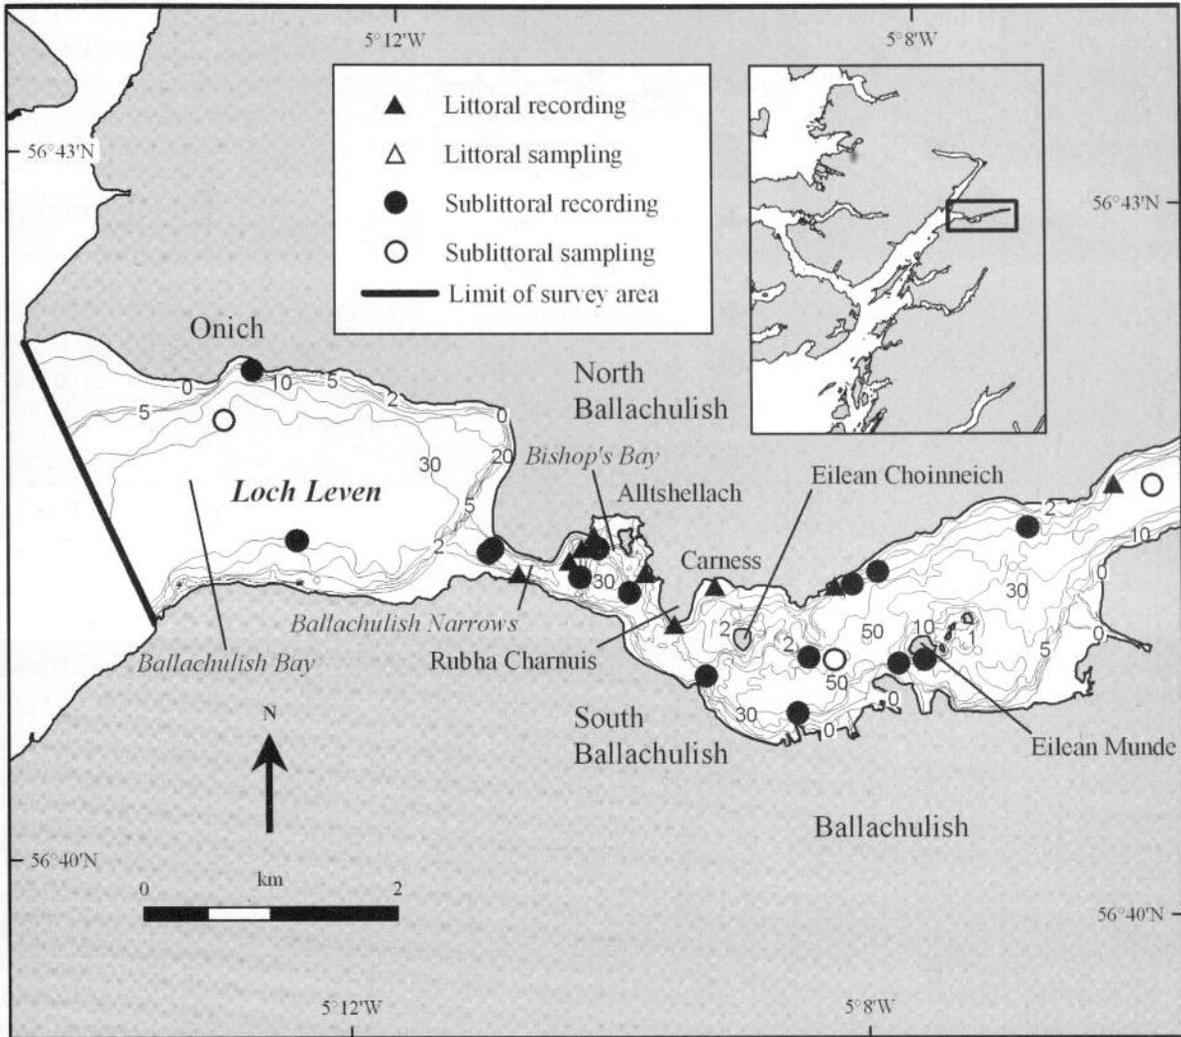 5°12'W
5°8'W
Littoral recording
Littoral sampling
Sublittoral recording
Sublittoral sampling
Limit of survey area
56°43'N
56°43'N
Onich
0
10
5
2
0
5
North
Ballachulish
20
30
Bishop's Bay
Eilean Choinneich
Loch Leven
Alltshellach
5
2
2
10
Carness
30
30
0
Ballachulish Narrows
2
50
10
1
0
Rubha Charnuis
2
5
Ballachulish Bay
50
0
South
Ballachulish
30
10
Eilean Munde
N
Ballachulish
56°40'N
0
km
2
56°40'N
5°12'W
5°8'W